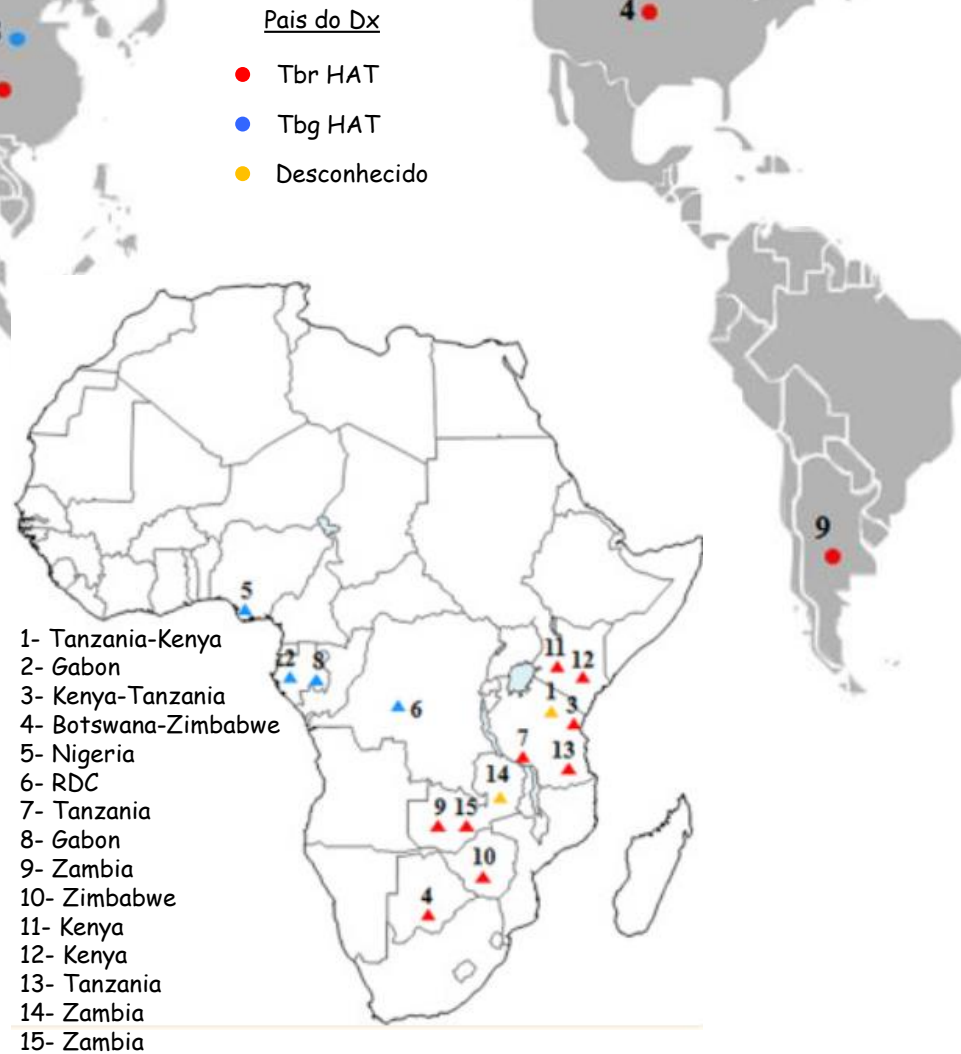 4
Pais do Dx
Tbr HAT
Tbg HAT
Desconhecido
9
5
2 8
11 12
6
1
3
7
13
14
9 15
10
4
1- Tanzania-Kenya
2- Gabon
3- Kenya-Tanzania
4- Botswana-Zimbabwe
5- Nigeria
6- RDC
7- Tanzania
8- Gabon
9- Zambia
10- Zimbabwe
11- Kenya
12- Kenya
13- Tanzania
14- Zambia
15- Zambia